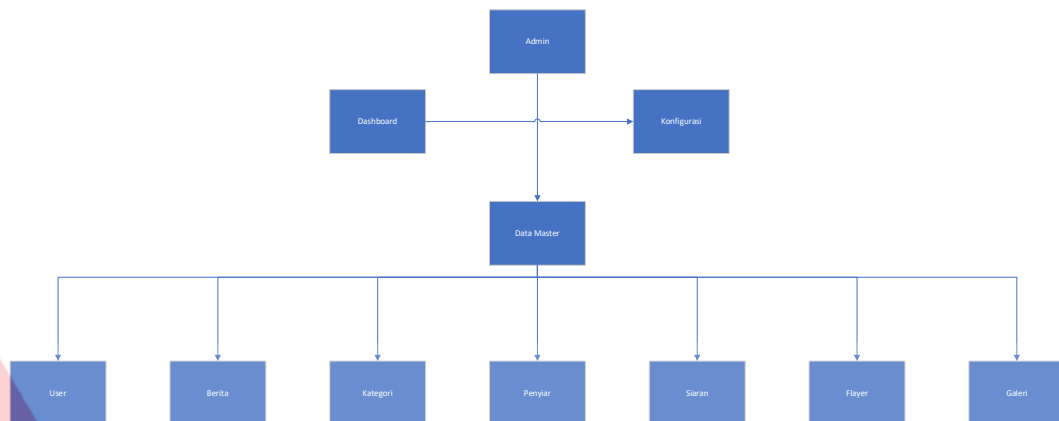 Admin
Dashboard
Konfigurasi
Data Master
User
Berita
Kategori
Penyiar
Siaran
Flayer
Galeri